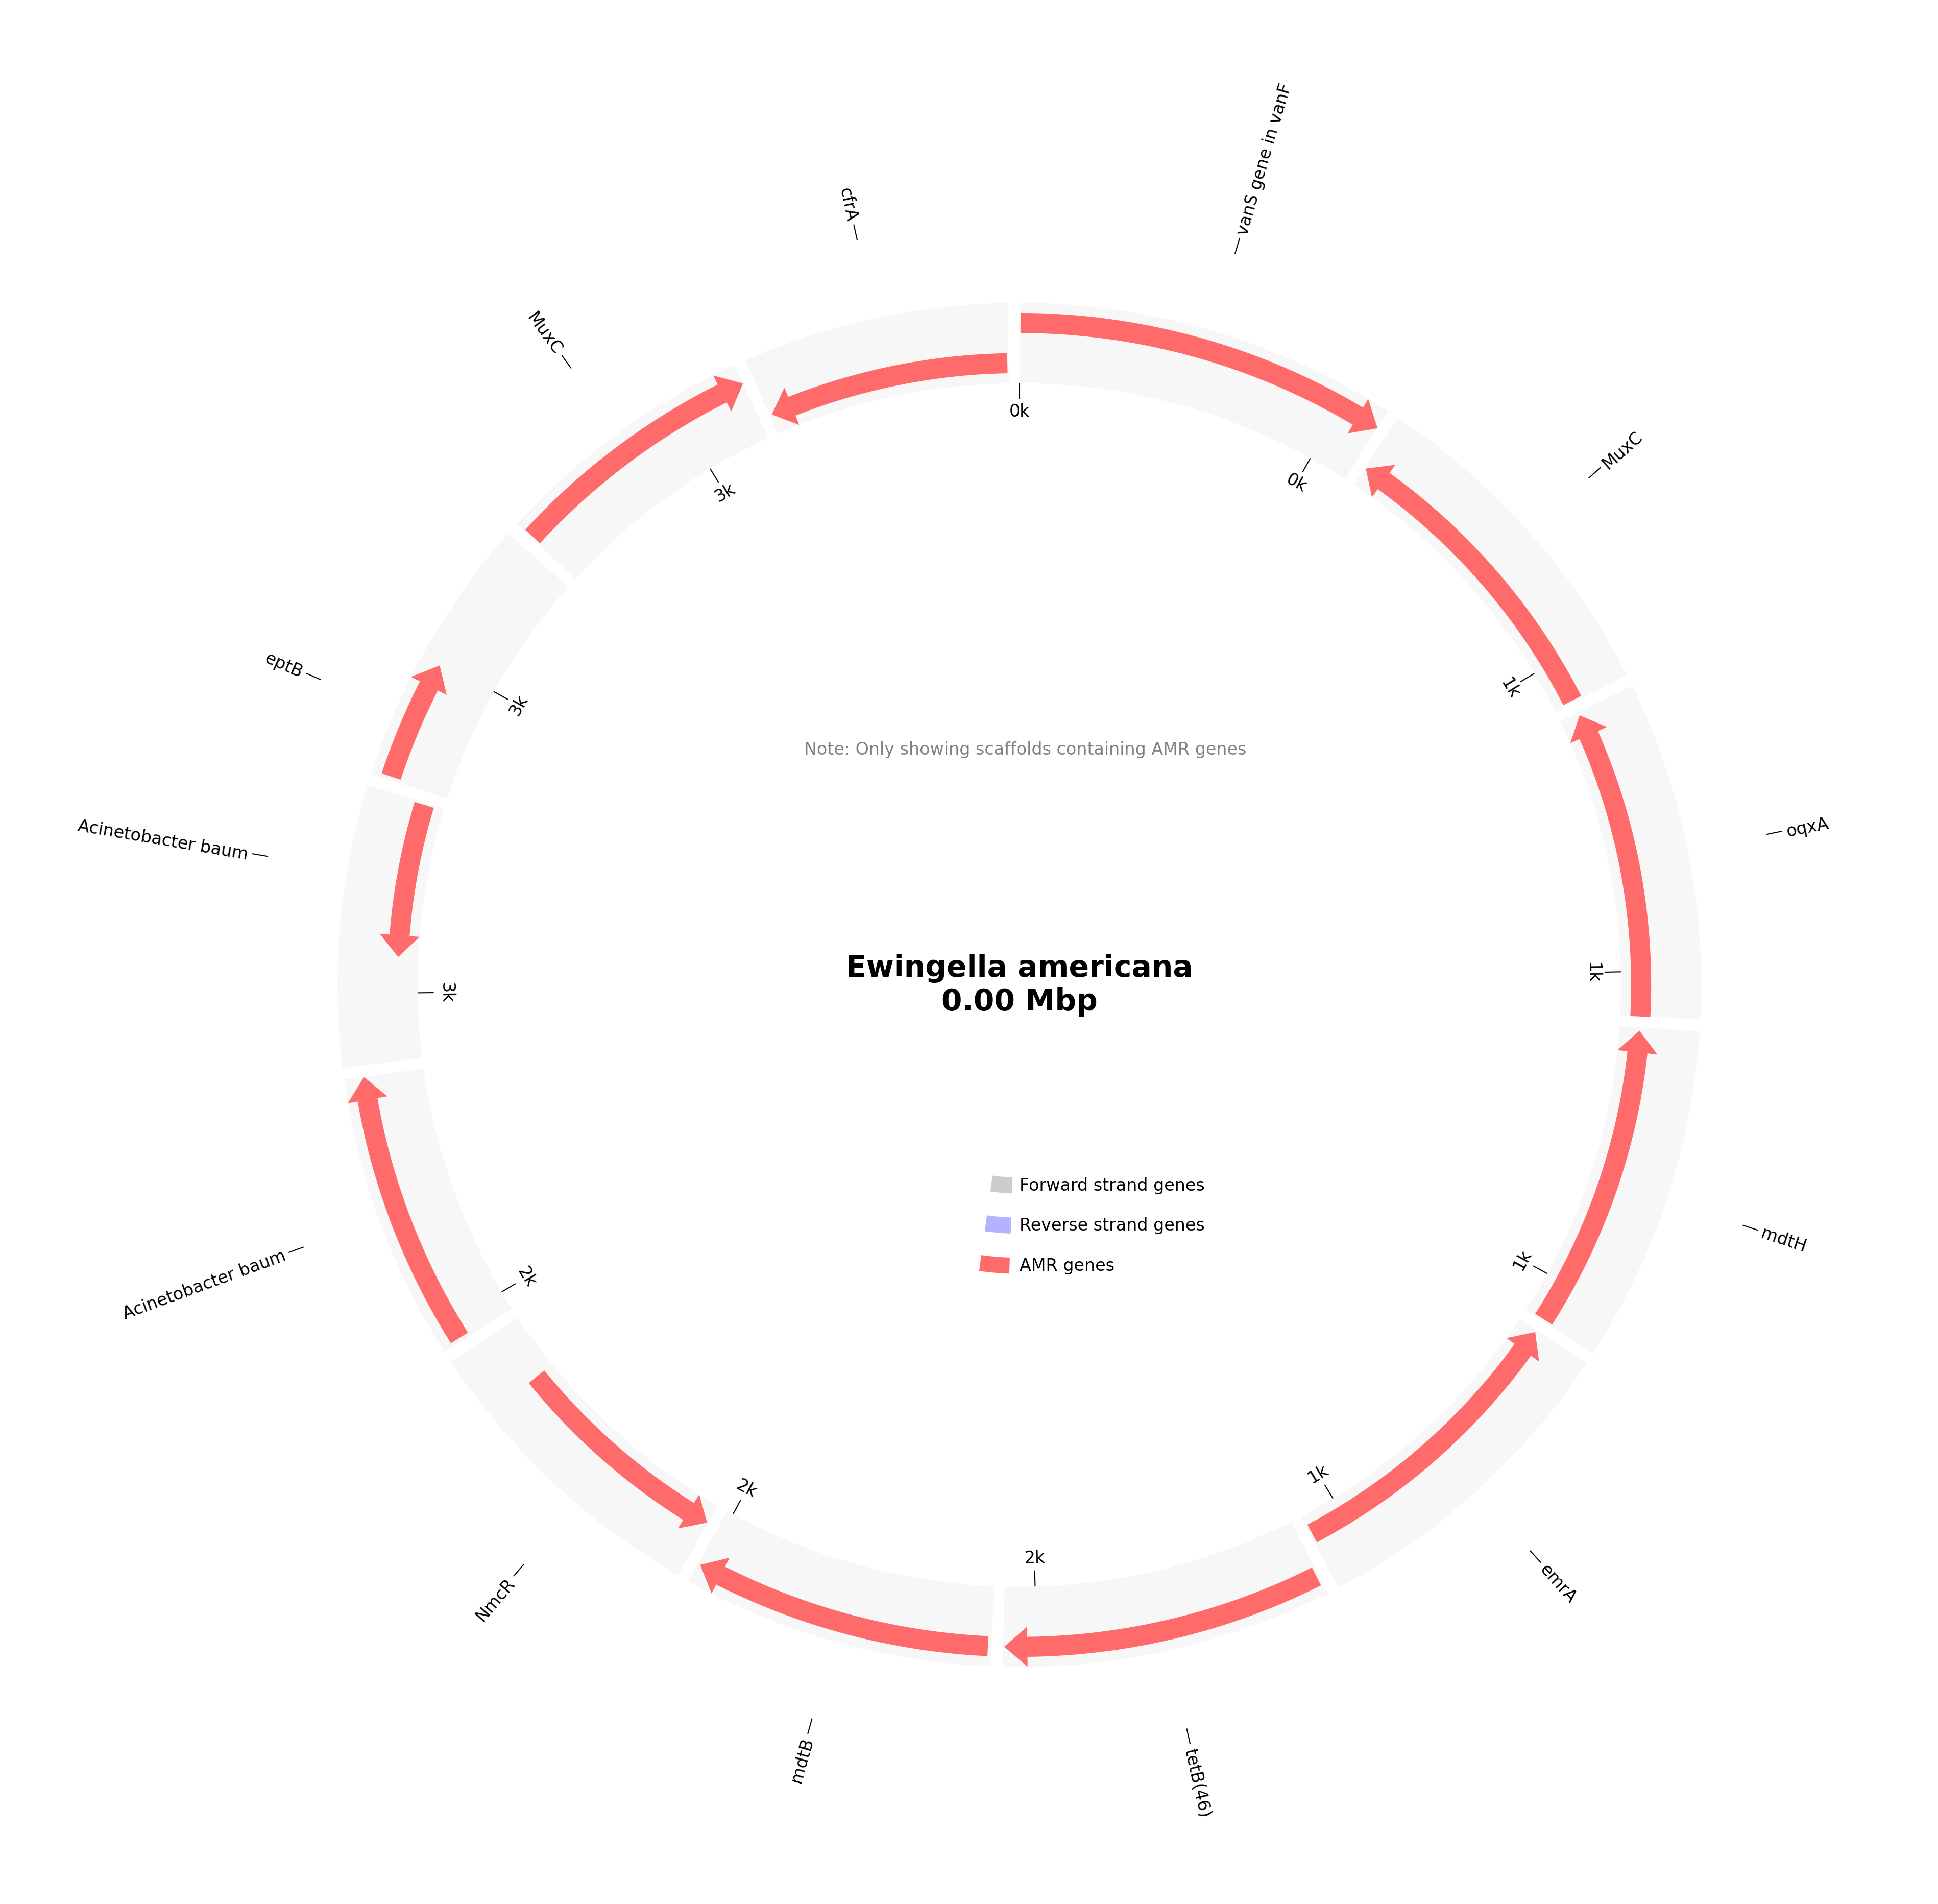 vanS gene in vanF
cfrA
MuxC
MuxC
eptB
oqxA
Acinetobacter baum
mdtH
Acinetobacter baum
emrA
NmcR
mdtB
tetB(46)
0k
0k
1k
1k
1k
1k
2k
2k
2k
3k
3k
3k
Note: Only showing scaffolds containing AMR genes
Ewingella americana
0.00 Mbp
Forward strand genes
Reverse strand genes
AMR genes